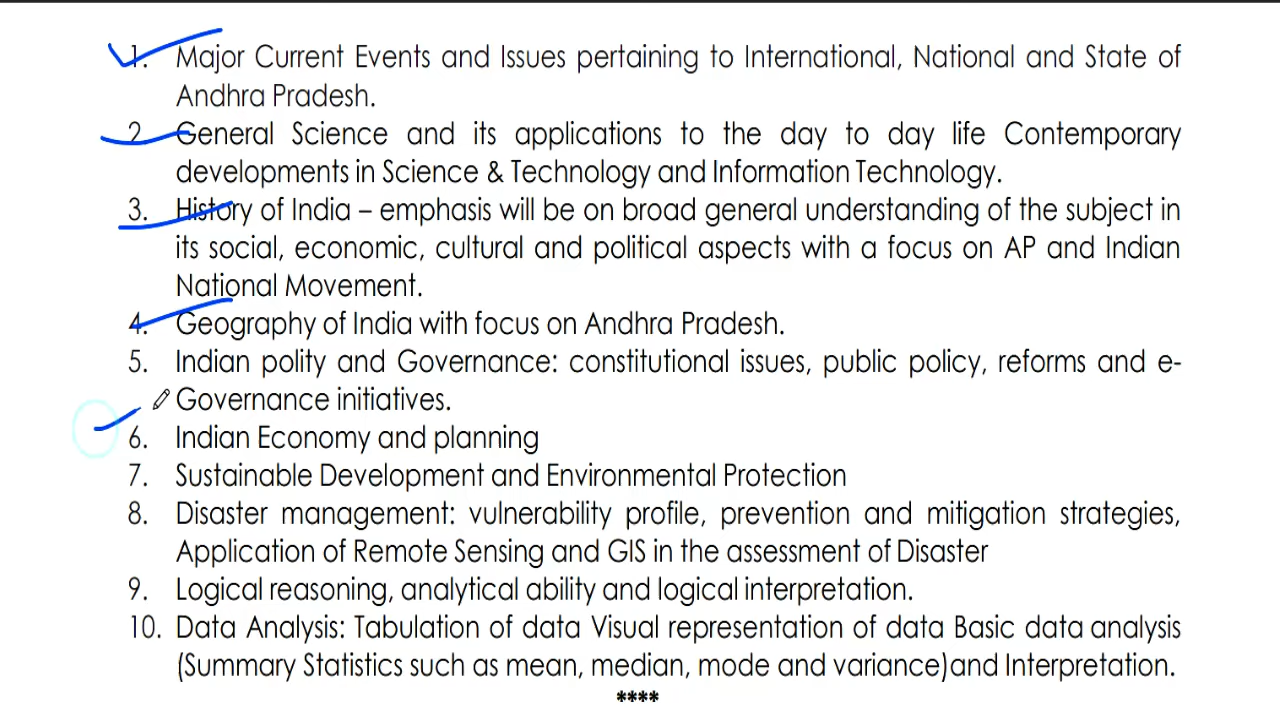 1. Major Current Events and Issues pertaining to International, National and State of
Andhra Pradesh.
2. General Science and its applications to the day to day life Contemporary
developments in Science & Technology and Information Technology.
3. History of India – emphasis will be on broad general understanding of the subject in
its social, economic, cultural and political aspects with a focus on AP and Indian
National Movement.
4. Geography of India with focus on Andhra Pradesh.
5. Indian polity and Governance: constitutional issues, public policy, reforms and e-
Governance initiatives.
6. Indian Economy and planning
7. Sustainable Development and Environmental Protection
8. Disaster management: vulnerability profile, prevention and mitigation strategies,
Application of Remote Sensing and GIS in the assessment of Disaster
9. Logical reasoning, analytical ability and logical interpretation.
10. Data Analysis: Tabulation of data Visual representation of data Basic data analysis
(Summary Statistics such as mean, median, mode and variance)and Interpretation.
****